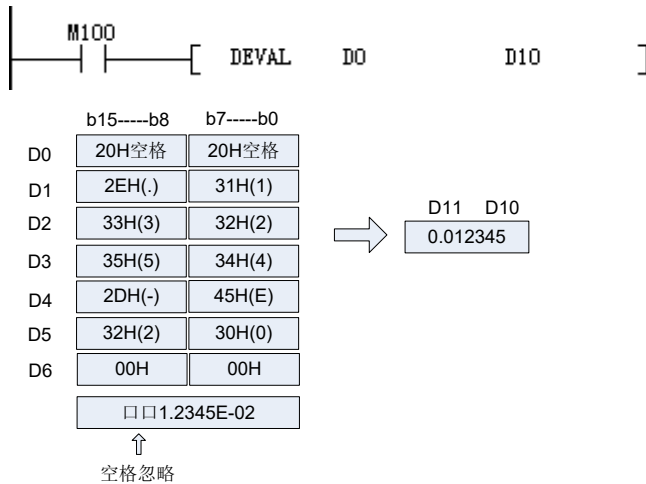 M100
[ DEVAL D0 D10 ]
b15-----b8 b7-----b0
D0 20H空格 20H空格
D1 2EH(.) 31H(1)
D2 33H(3) 32H(2)
D3 35H(5) 34H(4)
D4 2DH(-) 45H(E)
D5 32H(2) 30H(0)
D6 00H 00H
D11 D10
0.012345
口口1.2345E-02
空格忽略